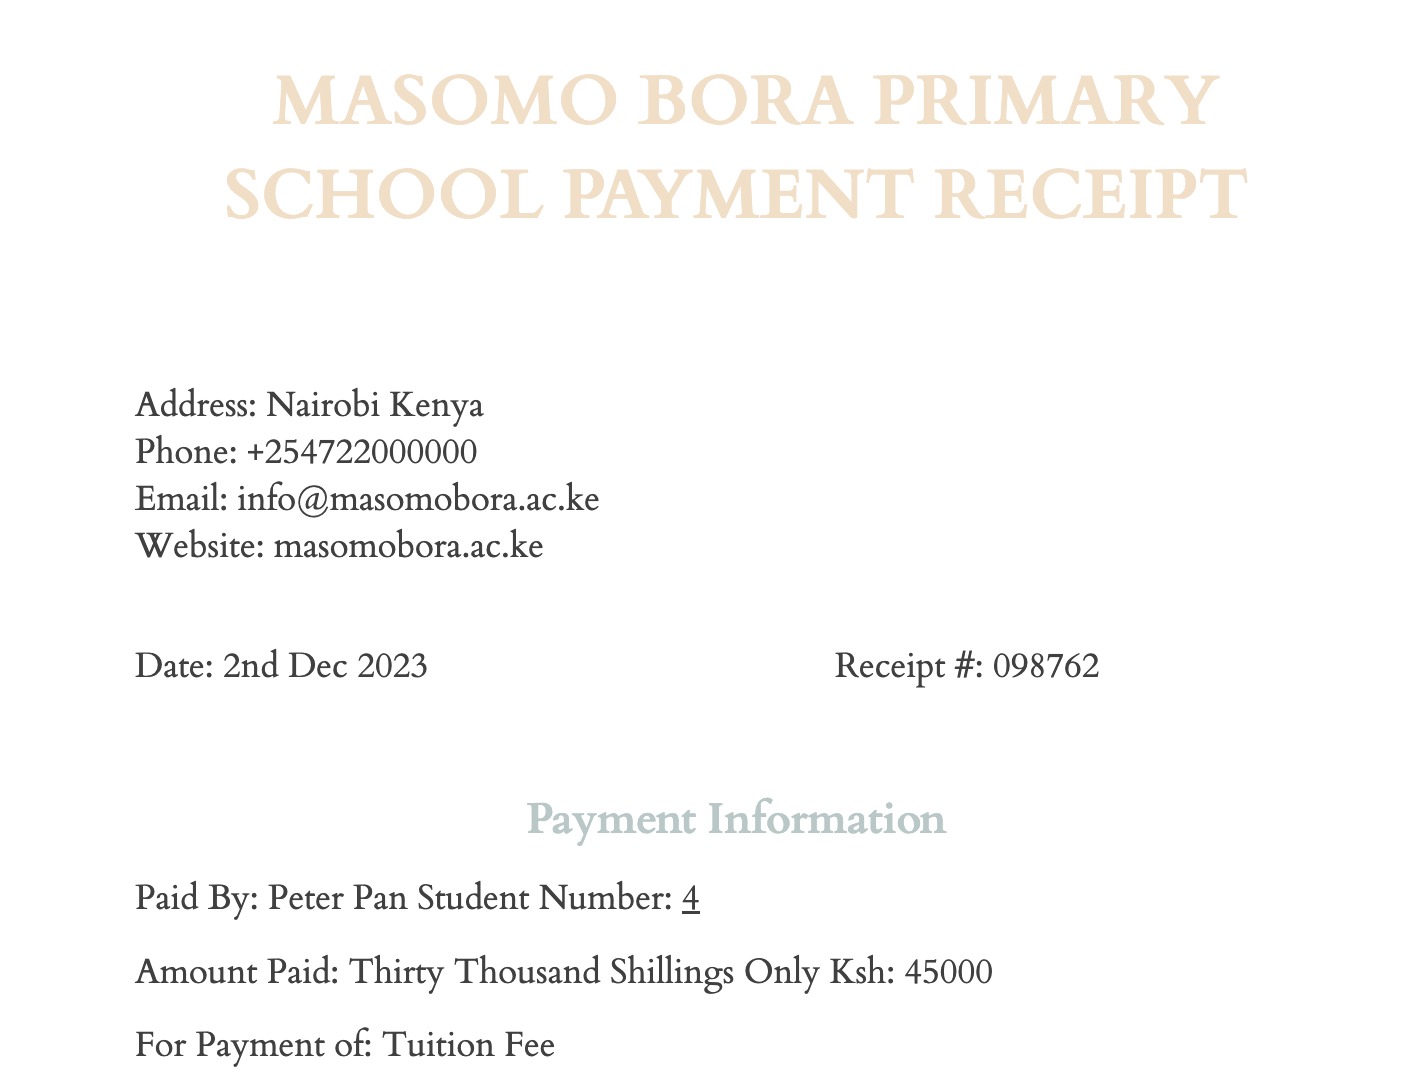 MASOMO BORA PRIMARY
SCHOOL PAYMENT RECEIPT
Address: Nairobi Kenya
Phone: +254722000000
Email: info@masomobora.ac.ke
Website: masomobora.ac.ke
Date: 2nd Dec 2023 Receipt #: 098762
Payment Information
Paid By: Peter Pan Student Number: 4
Amount Paid: Thirty Thousand Shillings Only Ksh: 45000
For Payment of: Tuition Fee